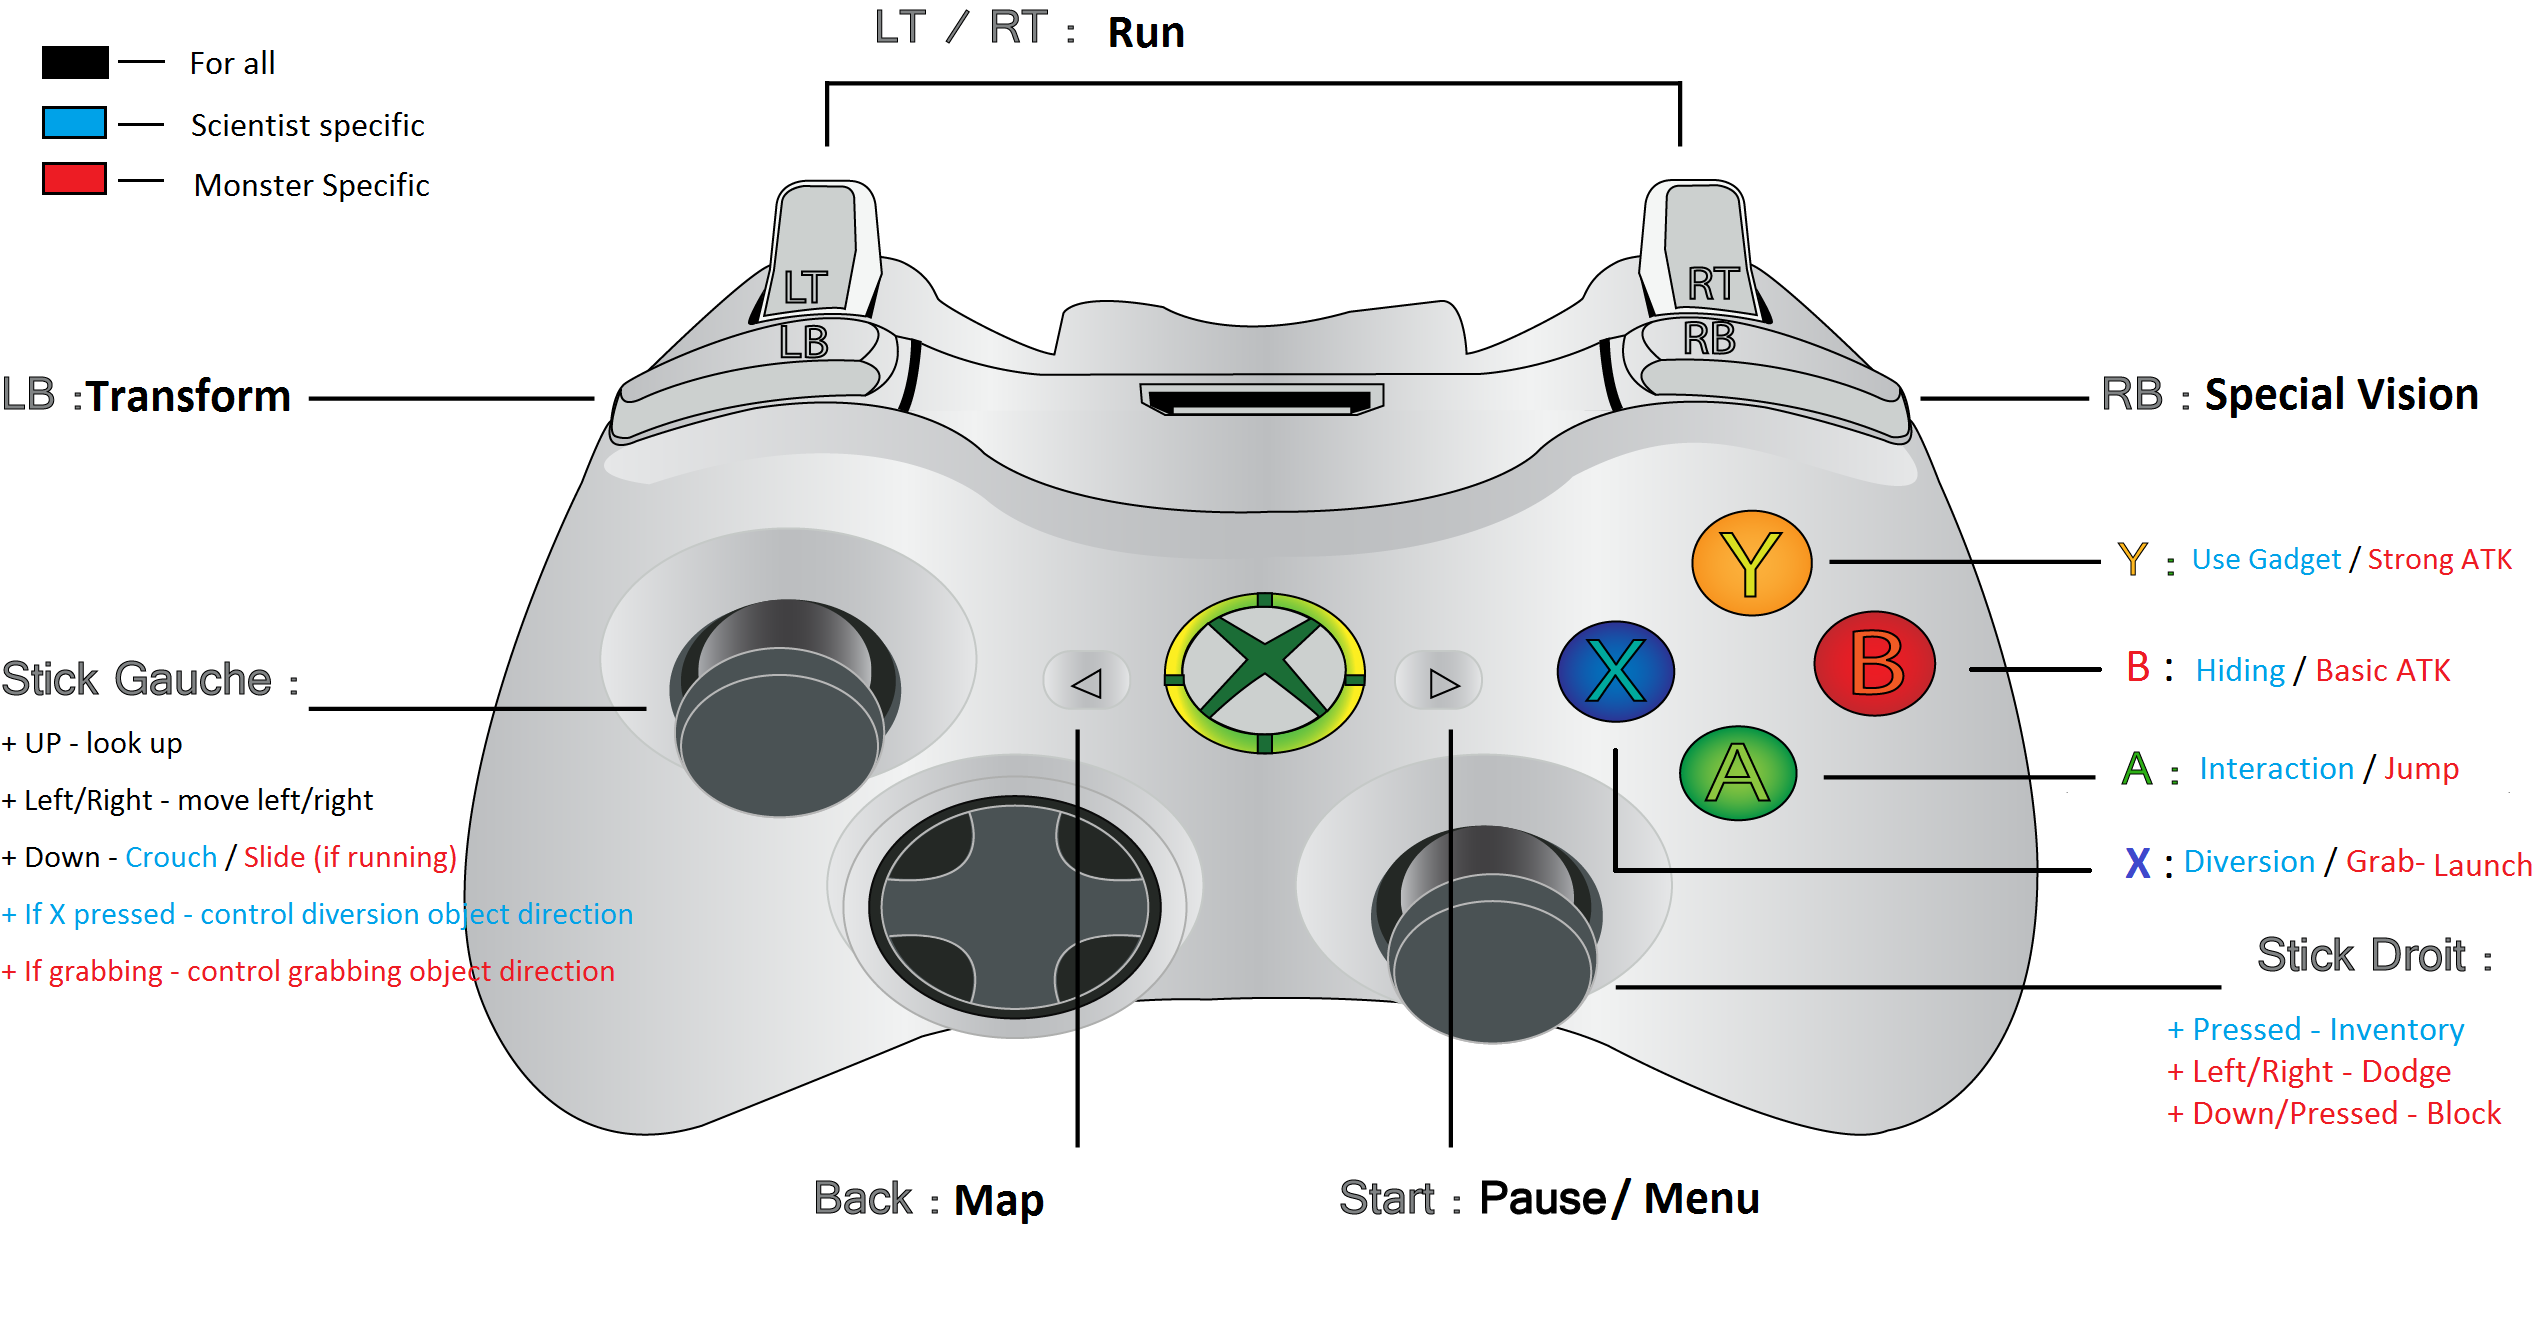 LT / RT : Run
For all
Scientist specific
Monster Specific
LT
RT
LB
RB
LB :Transform
RB : Special Vision
Y
Y : Use Gadget / Strong ATK
X
B
B : Hiding / Basic ATK
Stick Gauche :
A
A : Interaction / Jump
+ UP - look up
+ Left/Right - move left/right
+ Down - Crouch / Slide (if running)
X : Diversion / Grab- Launch
+ If X pressed - control diversion object direction
+ If grabbing - control grabbing object direction
Stick Droit :
+ Pressed - Inventory
+ Left/Right - Dodge
+ Down/Pressed - Block
Back : Map
Start : Pause/ Menu